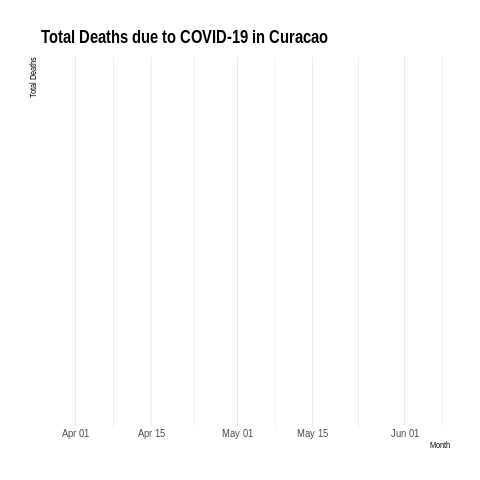 Total Deaths due to COVID-19 in Curacao
Total Deaths
Apr 01 Apr 15 May 01 May 15 Jun 01
Month